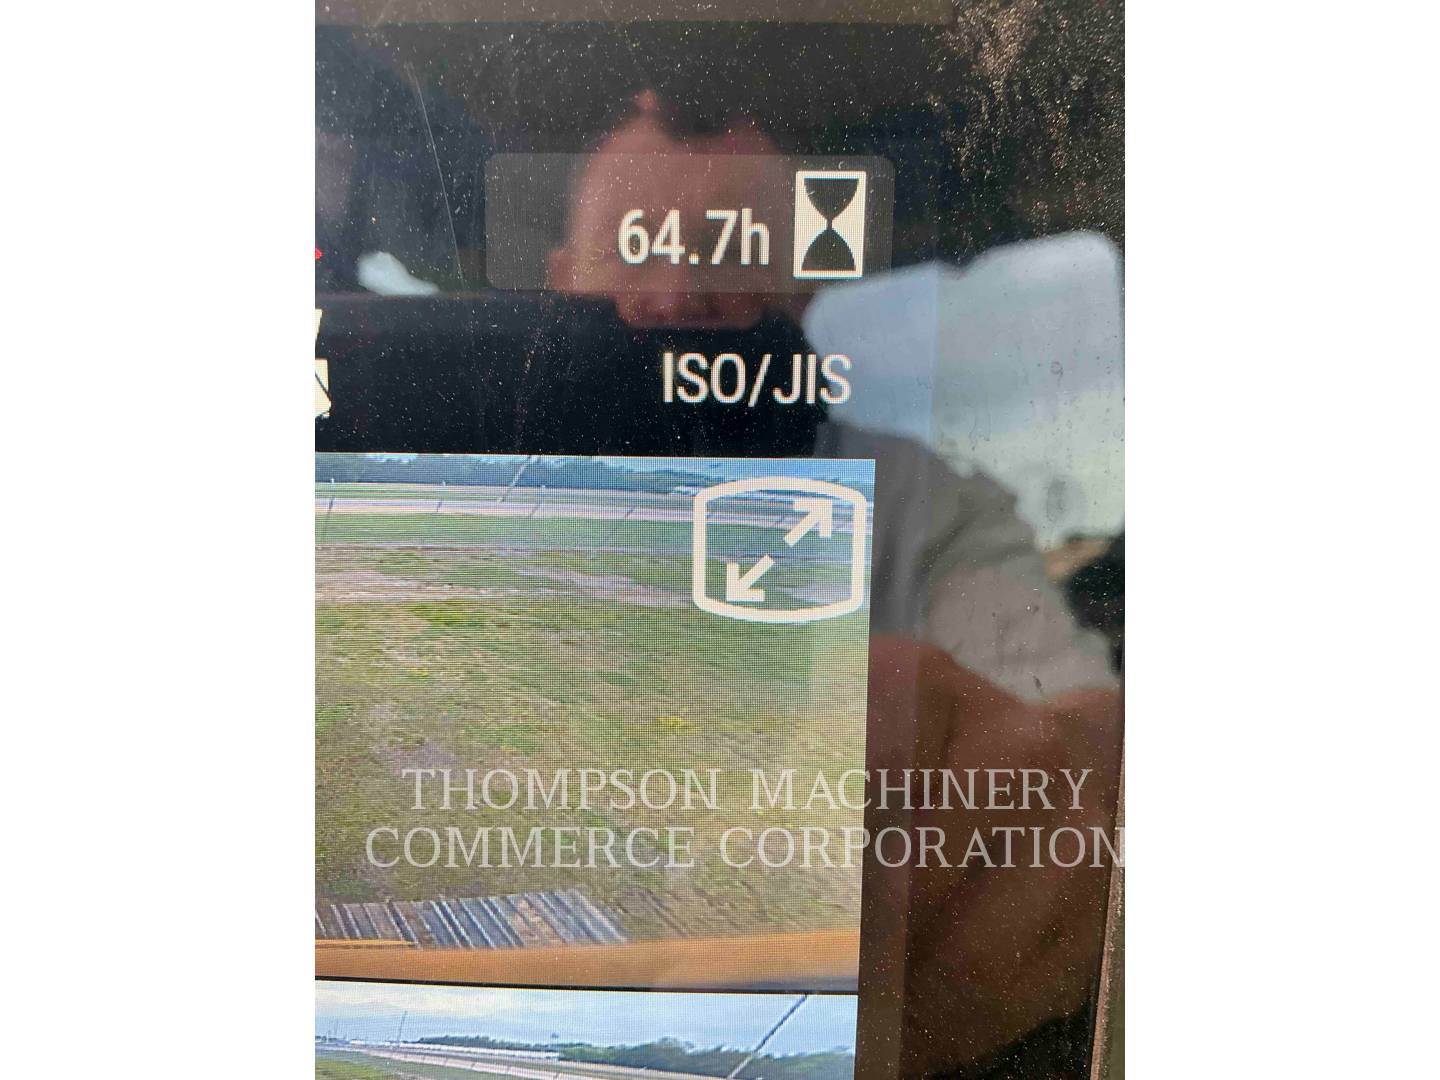 64.7h
ISO/JIS
THOMPSON MACHINERY
COMMERCE CORPORATION